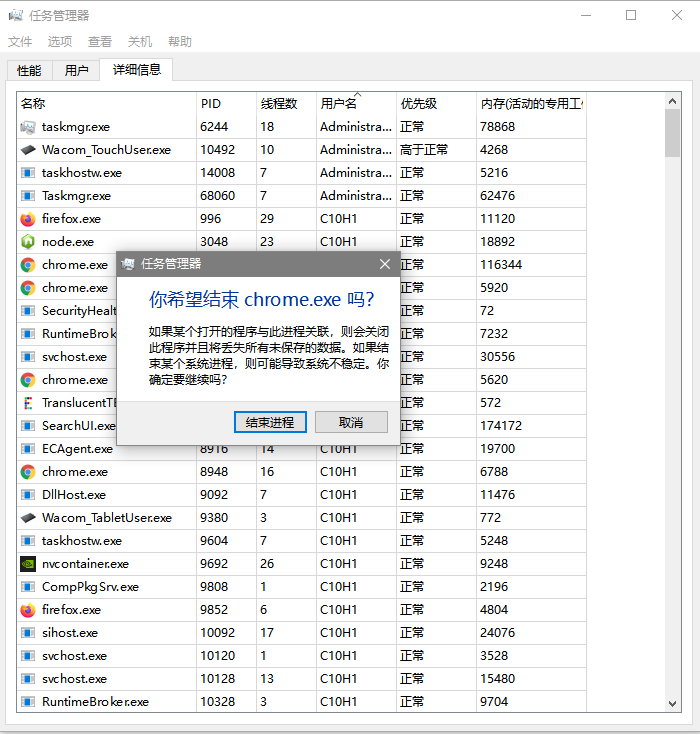 任务管理器
文件 选项 查看 关机 帮助
性能 用户 详细信息
名称 PID 线程数 用户名 优先级 内存(活动的专用工作
taskmgr.exe 6244 18 Administra... 正常 78868
Wacom_TouchUser.exe 10492 10 Administra... 高于正常 4268
taskhostw.exe 14008 7 Administra... 正常 5216
Taskmgr.exe 68060 7 Administra... 正常 62476
firefox.exe 996 29 C10H1 正常 11120
node.exe 3048 23 C10H1 正常 18892
chrome.exe 正常 116344
chrome.exe 正常 5920
SecurityHealt 正常 72
RuntimeBrok 正常 7232
svchost.exe 正常 30556
chrome.exe 正常 5620
TranslucentTB 正常 572
SearchUI.exe 正常 174172
ECAgent.exe 8916 14 C10H1 正常 19700
chrome.exe 8948 16 C10H1 正常 6788
DllHost.exe 9092 7 C10H1 正常 11476
Wacom_TabletUser.exe 9380 3 C10H1 正常 772
taskhostw.exe 9604 7 C10H1 正常 5248
nvcontainer.exe 9692 26 C10H1 正常 9248
CompPkgSrv.exe 9808 1 C10H1 正常 2196
firefox.exe 9852 6 C10H1 正常 4804
sihost.exe 10092 17 C10H1 正常 24076
svchost.exe 10120 1 C10H1 正常 3528
svchost.exe 10128 13 C10H1 正常 15480
RuntimeBroker.exe 10328 3 C10H1 正常 9704
任务管理器
你希望结束 chrome.exe 吗?
如果某个打开的程序与此进程关联，则会关闭
此程序并且将丢失所有未保存的数据。如果结
束某个系统进程，则可能导致系统不稳定。你
确定要继续吗?
结束进程 取消